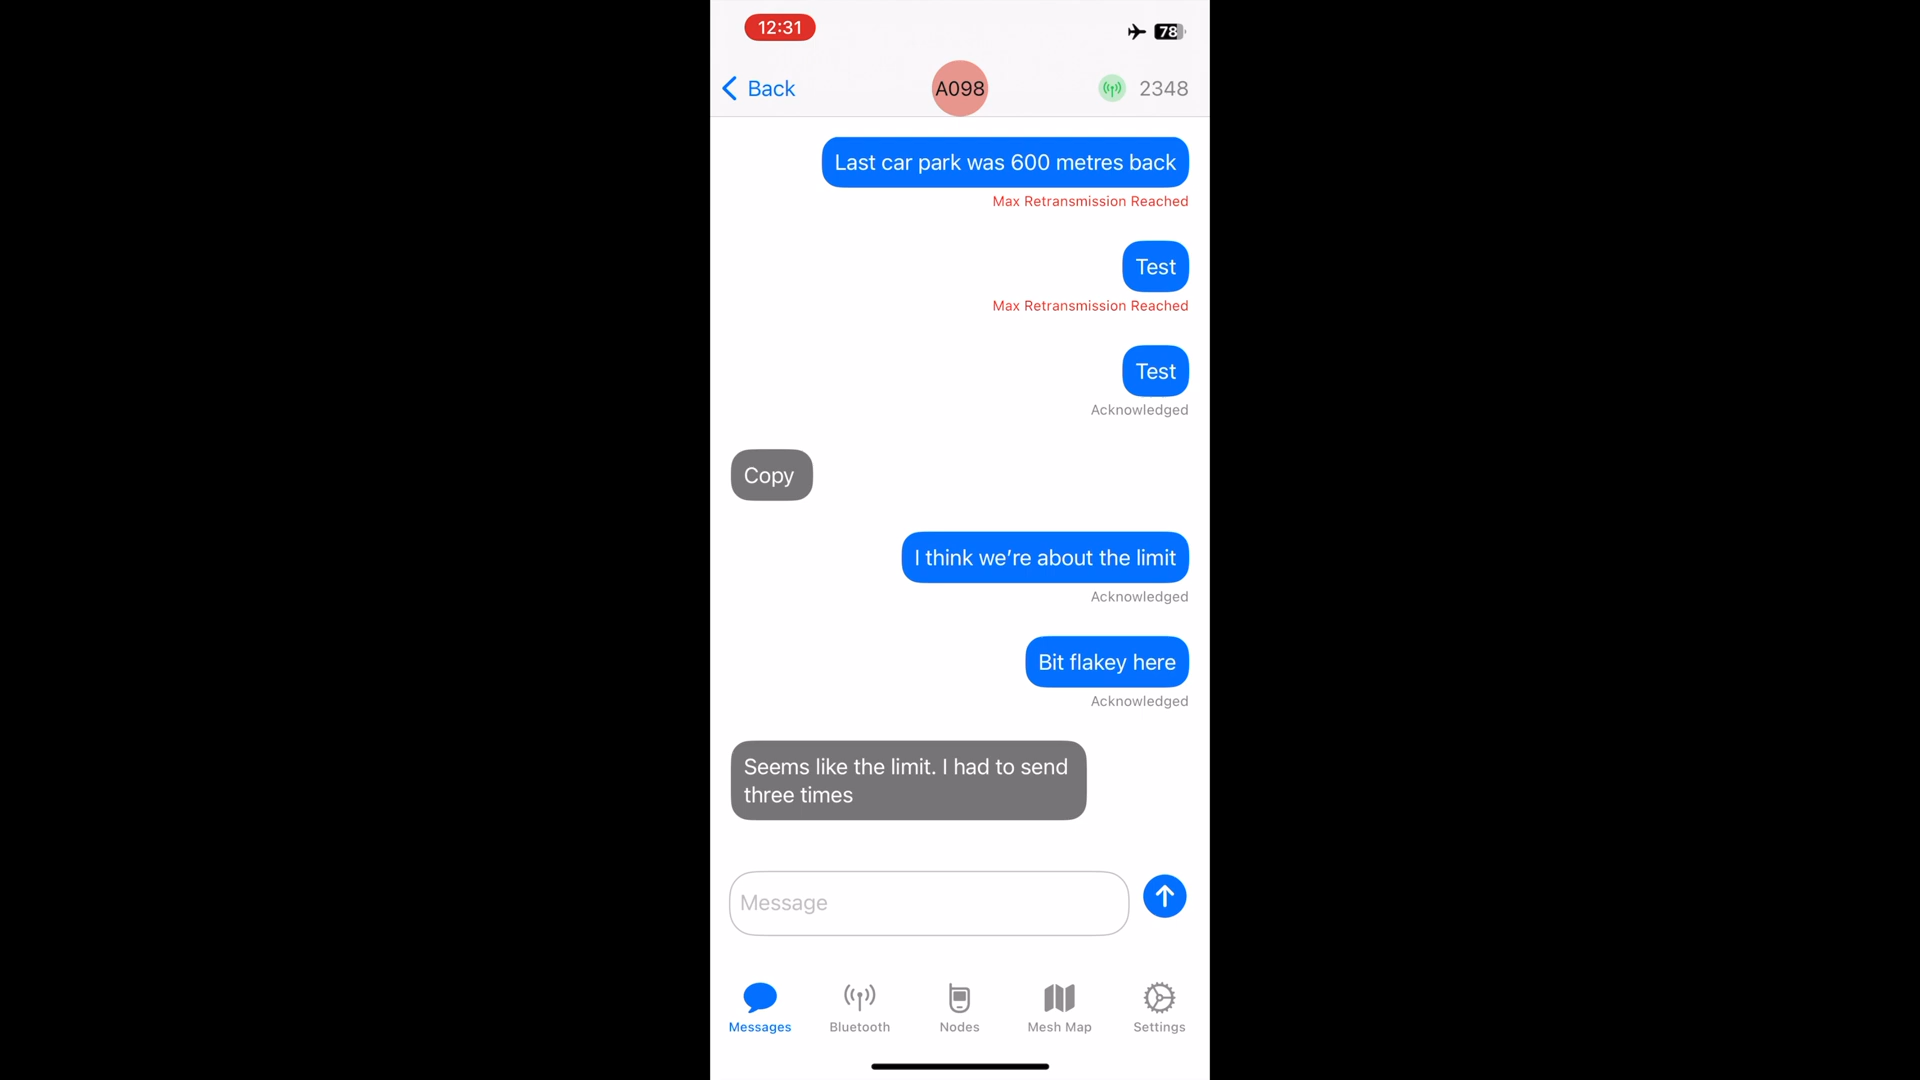 12:31
78
Back
A098
2348
Last car park was 600 metres back
Max Retransmission Reached
Test
Max Retransmission Reached
Test
Acknowledged
Copy
I think we’re about the limit
Acknowledged
Bit flakey here
Acknowledged
Seems like the limit. I had to send
three times
Message
Messages
Bluetooth
Nodes
Mesh Map
Settings